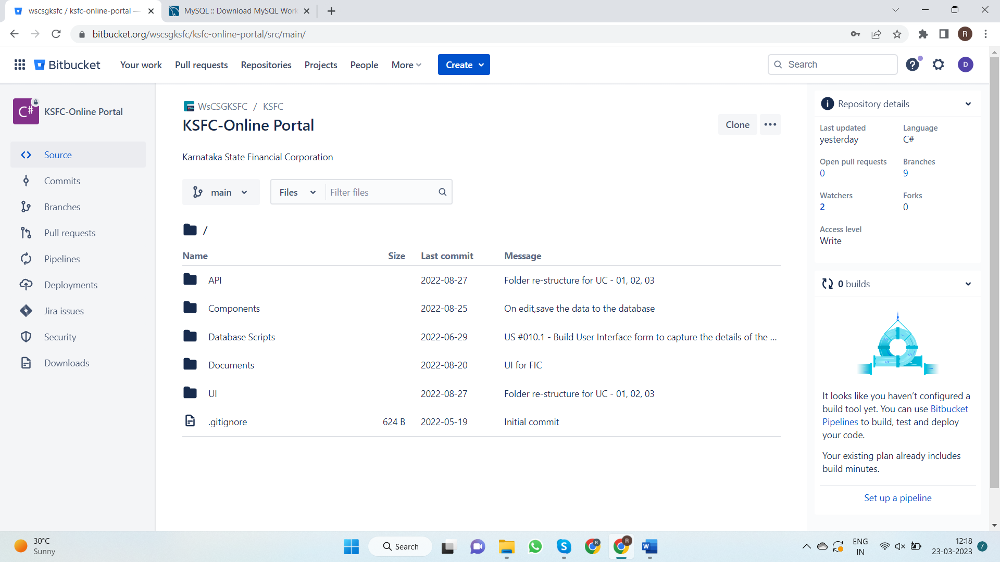 wscsgksfc / ksfc-online-portal —
MySQL :: Download MySQL Work
bitbucket.org/wscsgksfc/ksfc-online-portal/src/main/
R
Bitbucket
Your work
Pull requests
Repositories
Projects
People
More
Create
Search
D
C#
KSFC-Online Portal
Source
Commits
Branches
Pull requests
Pipelines
Deployments
Jira issues
Security
Downloads
WsCSGKSFC / KSFC
KSFC-Online Portal
Clone
Karnataka State Financial Corporation
main
Files
Filter files
/
Name Size Last commit Message
API 2022-08-27 Folder re-structure for UC - 01, 02, 03
Components 2022-08-25 On edit,save the data to the database
Database Scripts 2022-06-29 US #010.1 - Build User Interface form to capture the details of the ...
Documents 2022-08-20 UI for FIC
UI 2022-08-27 Folder re-structure for UC - 01, 02, 03
.gitignore 624 B 2022-05-19 Initial commit
Repository details
Last updated Language
yesterday C#
Open pull requests Branches
0 9
Watchers Forks
2 0
Access level
Write
0 builds
It looks like you haven't configured a
build tool yet. You can use Bitbucket
Pipelines to build, test and deploy
your code.
Your existing plan already includes
build minutes.
Set up a pipeline
30°C
Sunny
Search
R
R
ENG
IN
12:18
23-03-2023
7